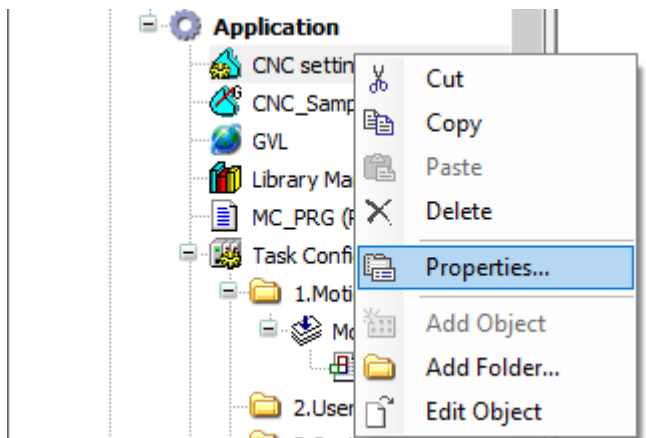 Application
CNC settin
CNC_Samp
GVL
Library Ma
MC_PRG (P
Task Confi
1.Moti
Mo
2.User
Cut
Copy
Paste
Delete
Properties...
Add Object
Add Folder...
Edit Object